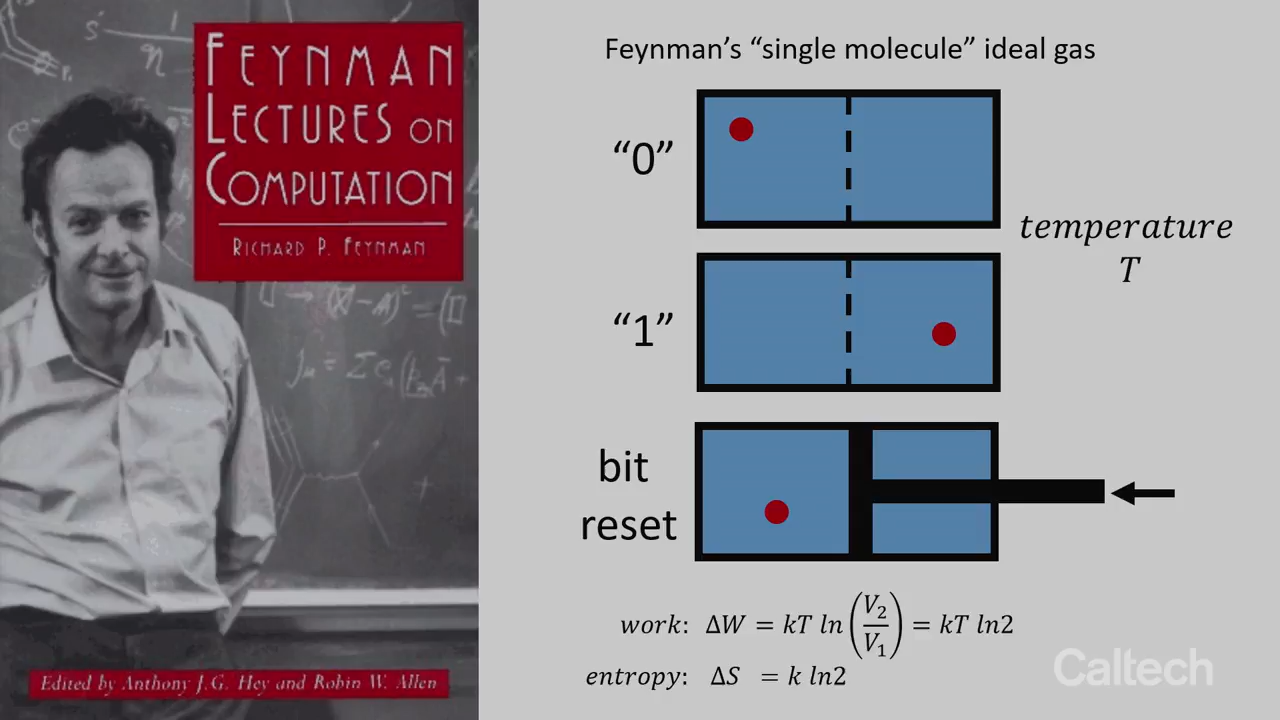 FEYNMAN
LECTURES ON
COMPUTATION
RICHARD P. FEYNMAN
Edited by Anthony J.G. Hey and Robin W. Allen
Feynman’s “single molecule” ideal gas
“0”
temperature
T
“1”
bit
reset
work: ΔW = kT ln(V₂/V₁) = kT ln2
entropy: ΔS = k ln2
Caltech